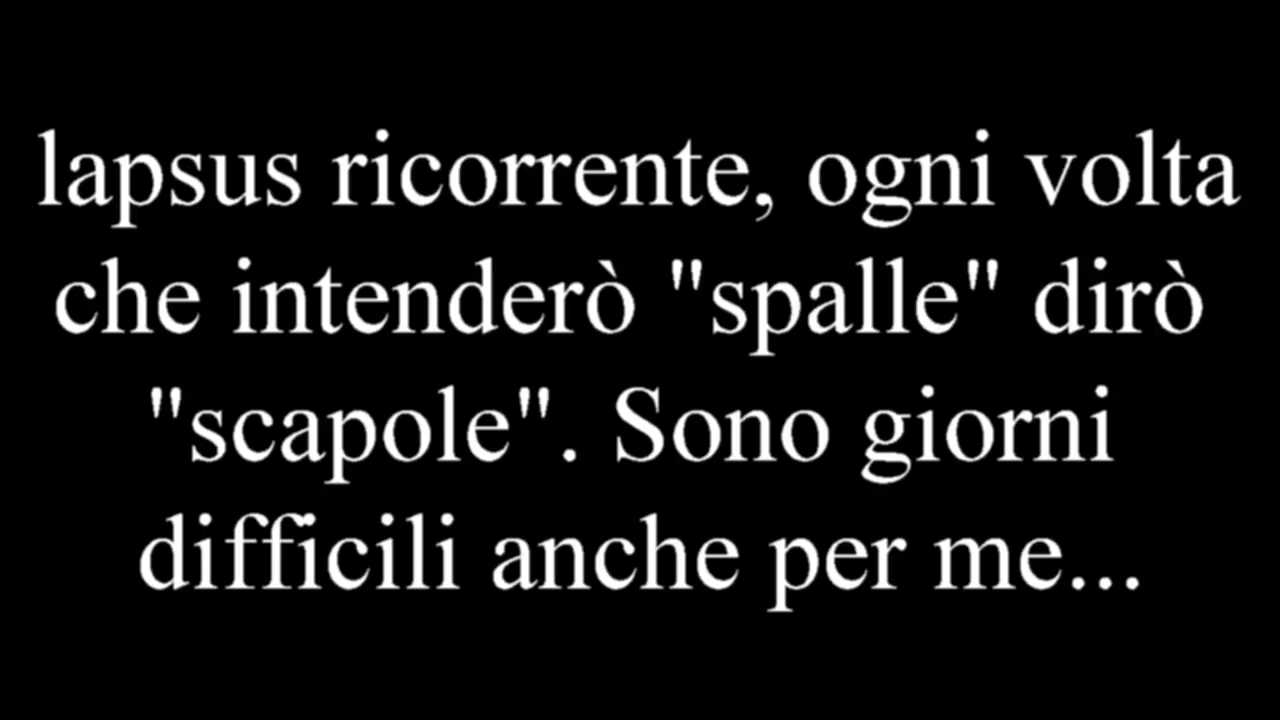 lapsus ricorrente, ogni volta
che intenderò "spalle" dirò
"scapole". Sono giorni
difficili anche per me...